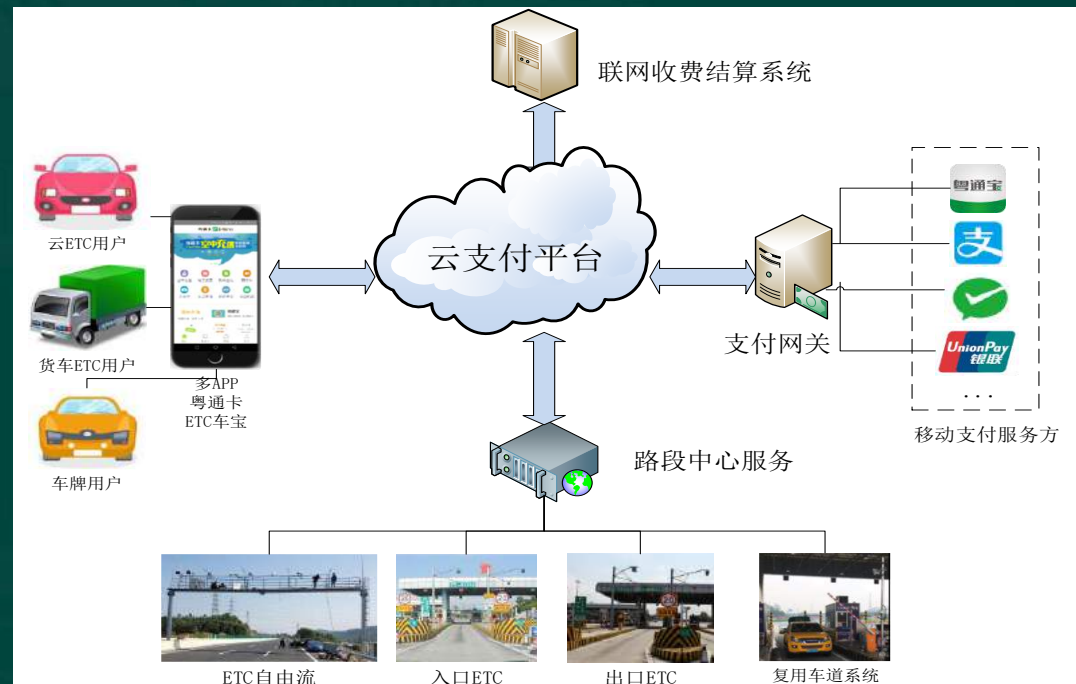 联网收费结算系统
云ETC用户
货车ETC用户
车牌用户
多APP
粤通卡
ETC车宝
云支付平台
支付网关
粤通宝
支
UnionPay
银联
...
移动支付服务方
路段中心服务
ETC自由流
入口ETC
出口ETC
复用车道系统